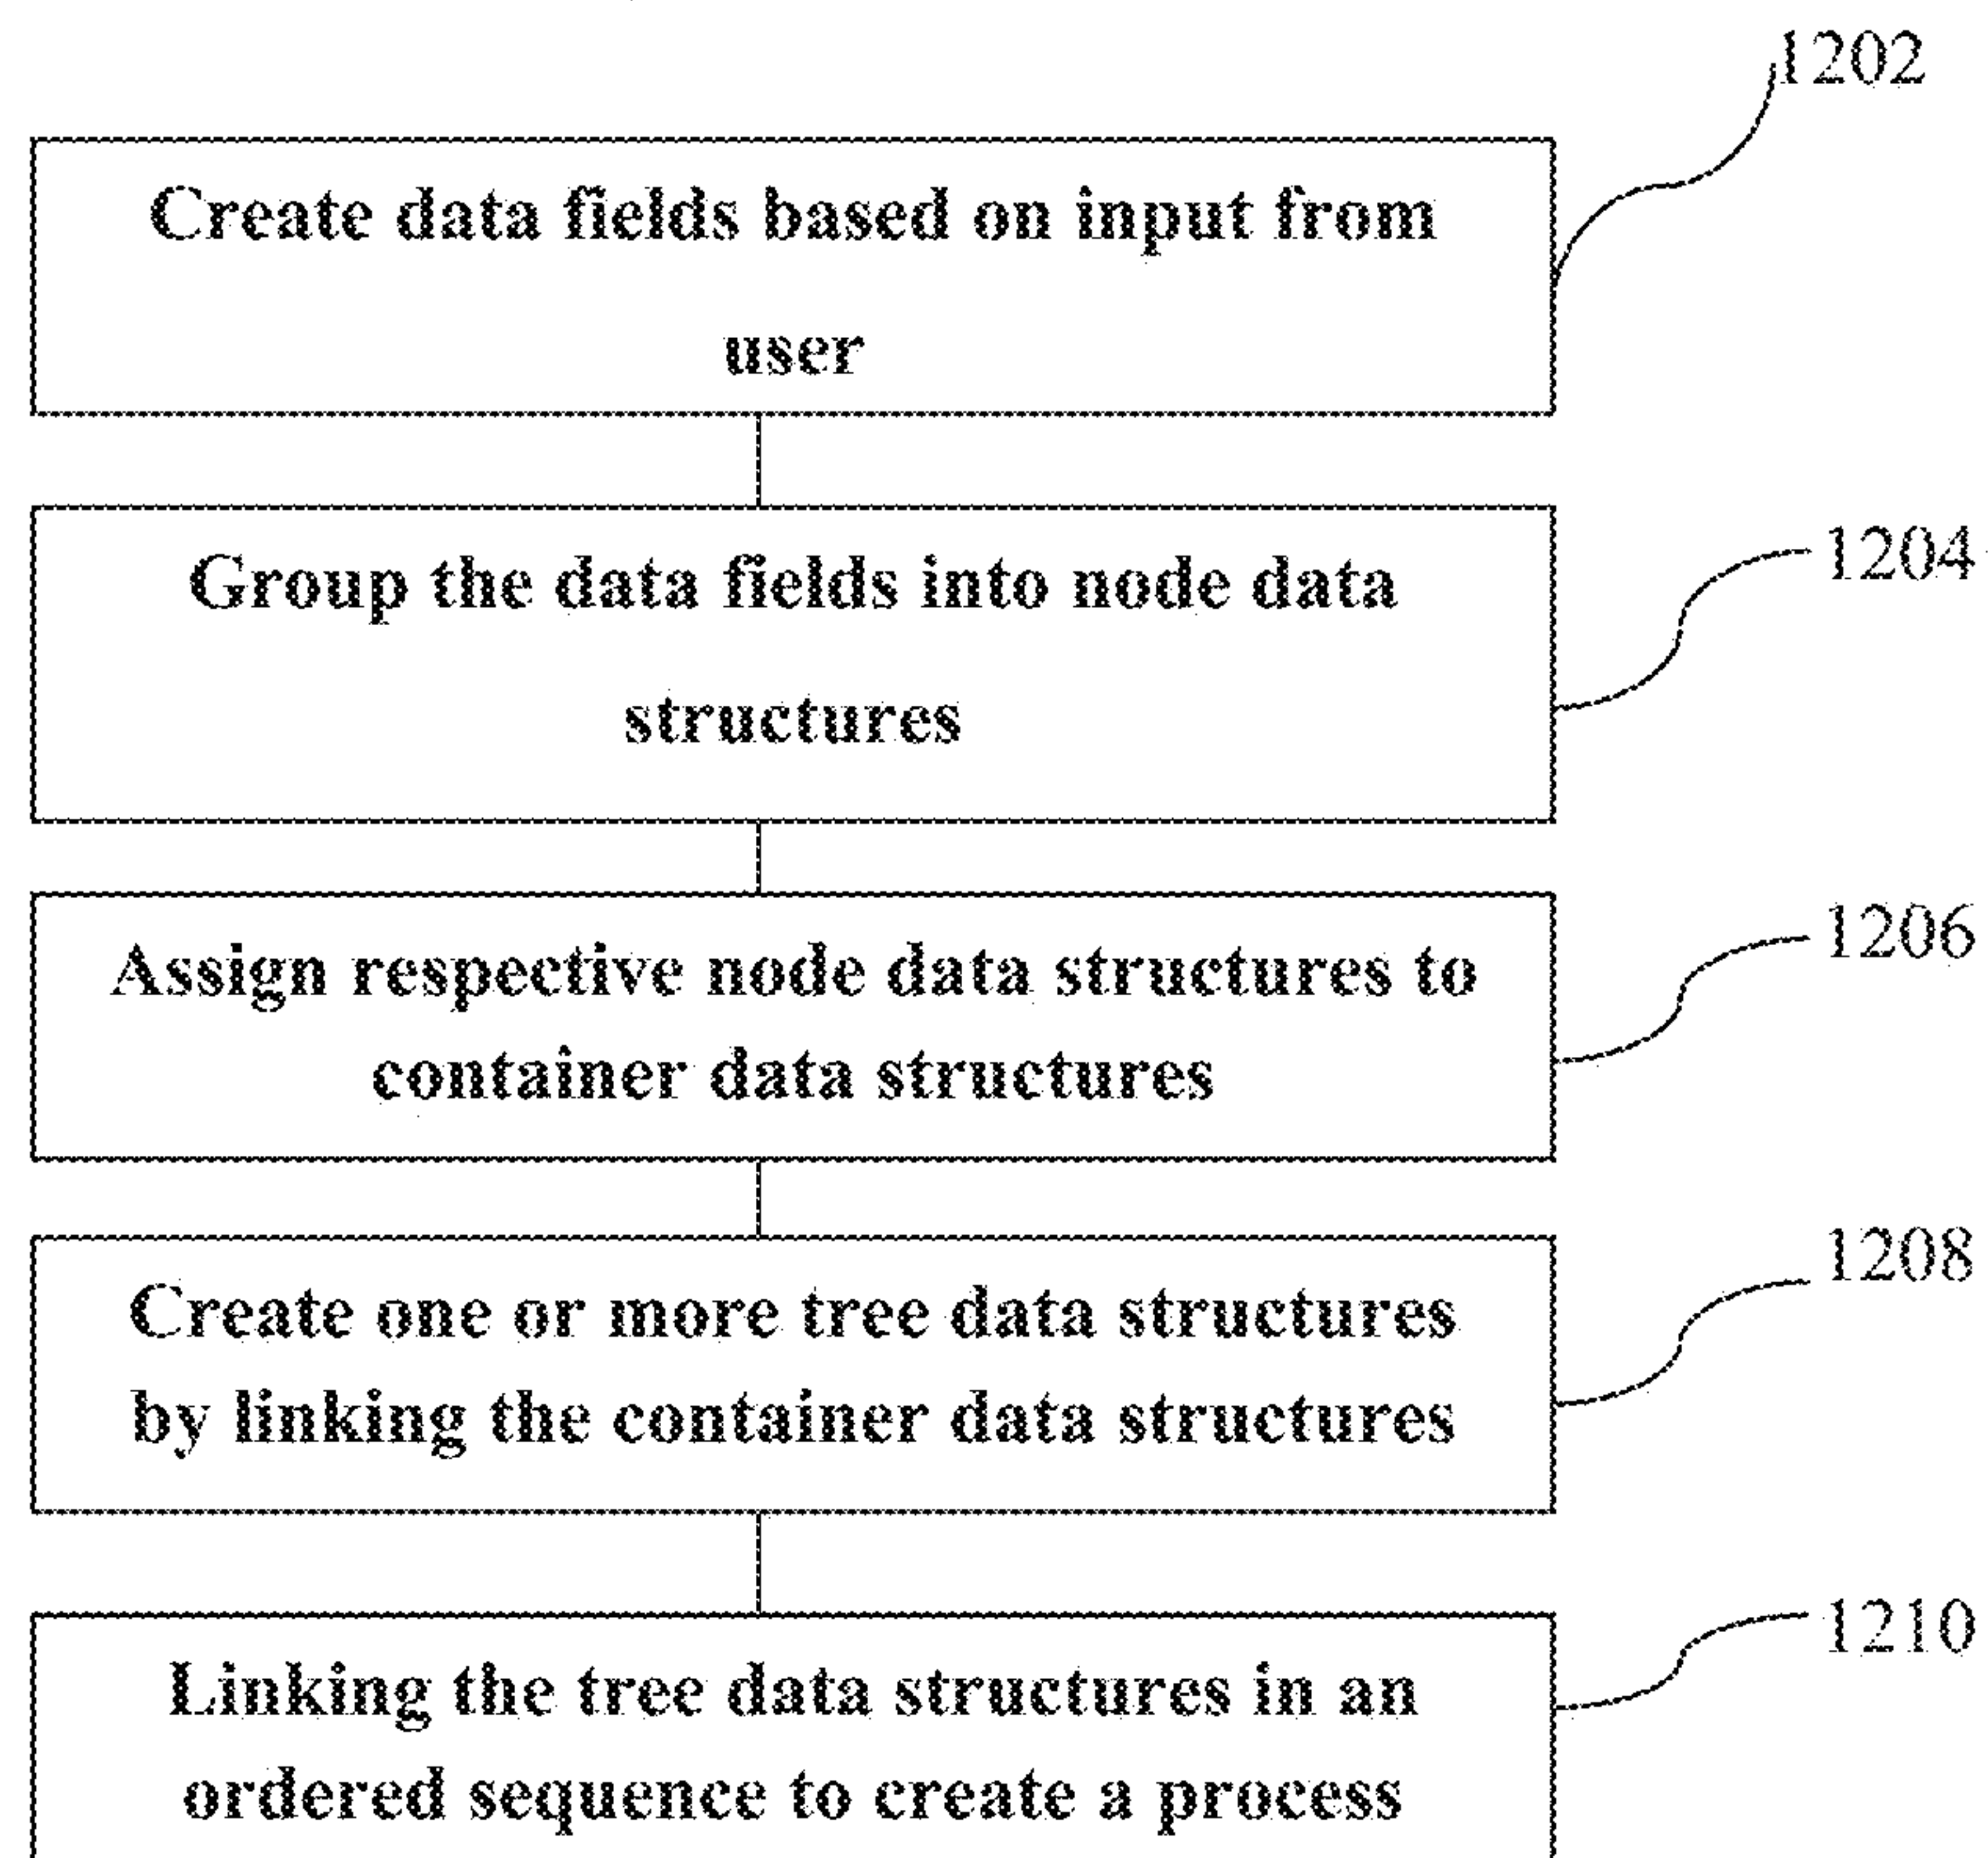 1202
Create data fields based on input from
user
1204
Group the data fields into node data
structures
1206
Assign respective node data structures to
container data structures
1208
Create one or more tree data structures
by linking the container data structures
1210
Linking the tree data structures in an
ordered sequence to create a process